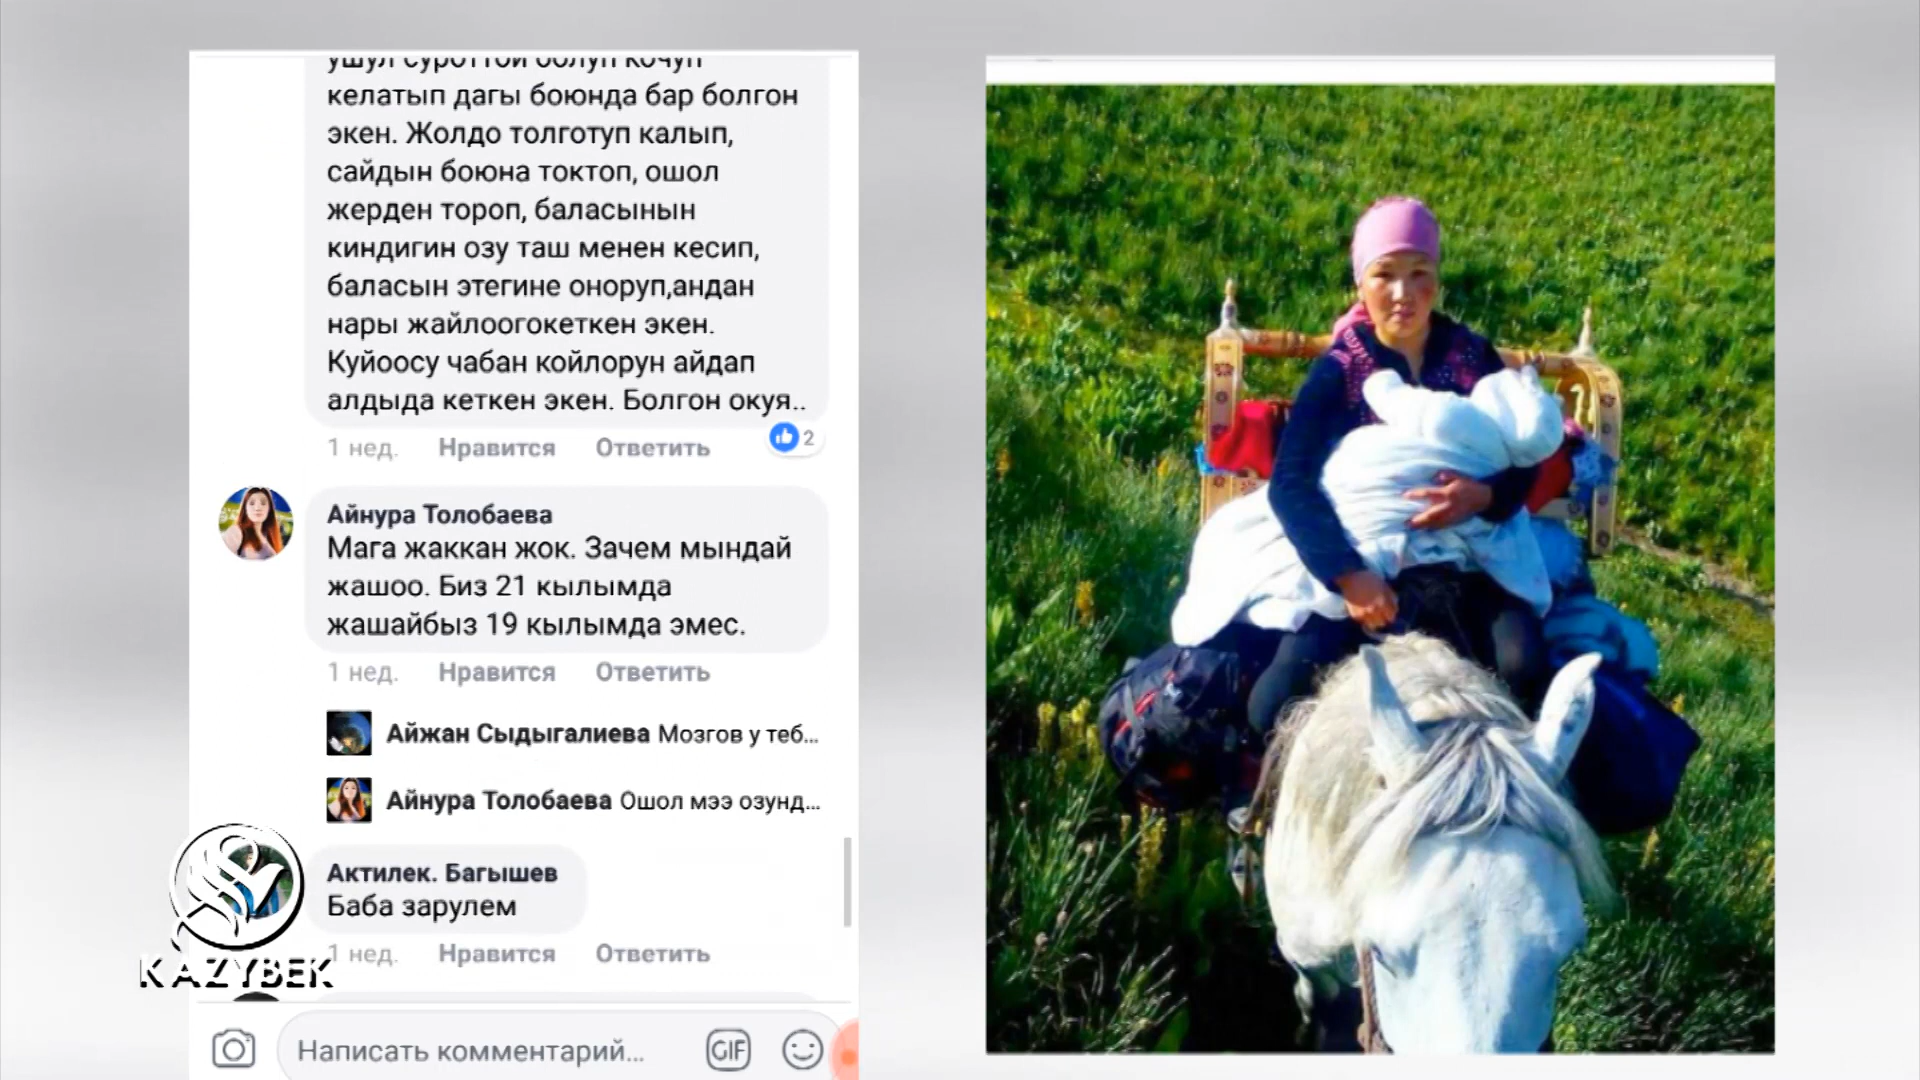 ушул суроттой болуп кочуп
келатып дагы боюнда бар болгон
экен. Жолдо толготуп калып,
сайдын боюна токтоп, ошол
жерден тороп, баласынын
киндигин озу таш менен кесип,
баласын этегине оноруп,андан
нары жайлоогокеткен экен.
Куйоосу чабан койлорун айдап
алдыда кеткен экен. Болгон окуя..
1 нед. Нравится Ответить 2
Айнура Толобаева
Мага жаккан жок. Зачем мындай
жашоо. Биз 21 кылымда
жашайбыз 19 кылымда эмес.
1 нед. Нравится Ответить
Айжан Сыдыгалиева Мозгов у теб...
Айнура Толобаева Ошол мээ озунд...
Актилек. Багышев
Баба зарулем
1 нед. Нравится Ответить
KAZYBEK
Написать комментарий... GIF